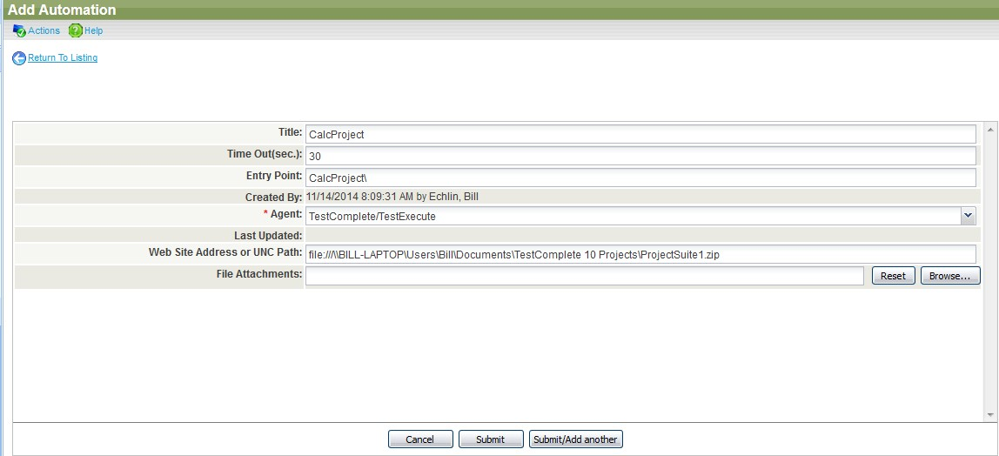 Add Automation
Actions Help
Return To Listing
Title: CalcProject
Time Out(sec.): 30
Entry Point: CalcProject\
Created By: 11/14/2014 8:09:31 AM by Echlin, Bill
* Agent: TestComplete/TestExecute
Last Updated:
Web Site Address or UNC Path: file:///\\BILL-LAPTOP\Users\Bill\Documents\TestComplete 10 Projects\ProjectSuite1.zip
File Attachments: Reset Browse...
Cancel Submit Submit/Add another